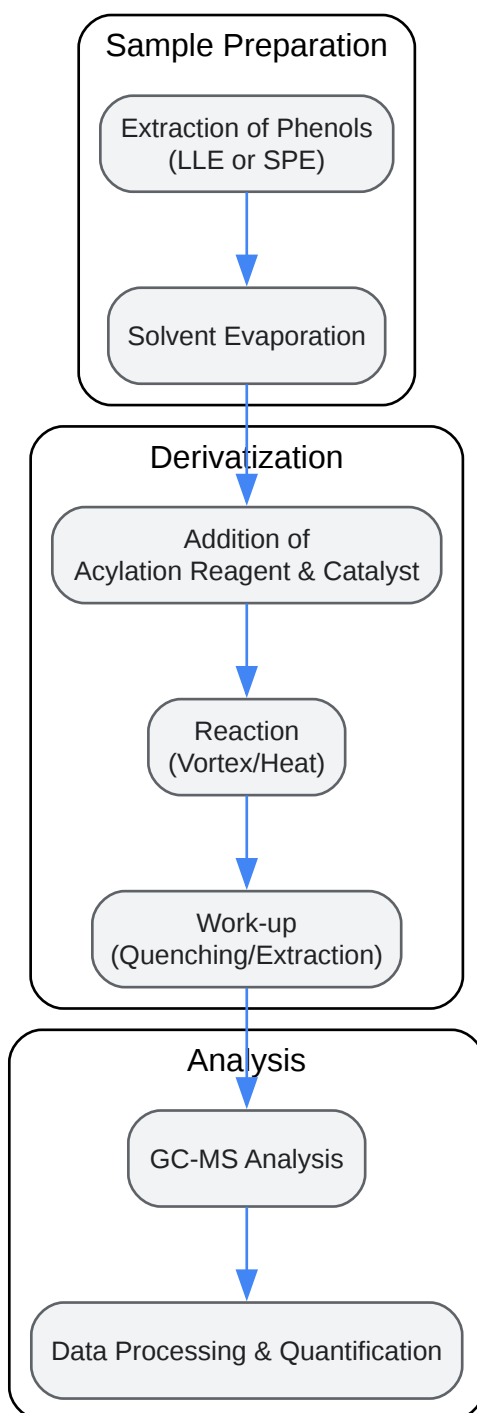 Sample Preparation
Extraction of Phenols
(LLE or SPE)
Solvent Evaporation
Derivatization
Addition of
Acylation Reagent & Catalyst
Reaction
(Vortex/Heat)
Work-up
(Quenching/Extraction)
Analysis
GC-MS Analysis
Data Processing & Quantification